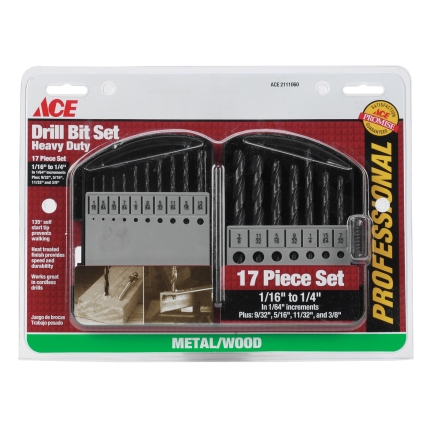 ACE 2111060
ACE
Drill Bit Set
Heavy Duty
17 Piece Set
1/16" to 1/4"
In 1/64" increments
Plus: 9/32", 5/16",
11/32" and 3/8"
135° self
start tip
prevents
walking
Heat treated
finish provides
speed and
durability
Works great
in cordless
drills
Juego de brocas
Trabajo pesado
17 Piece Set
1/16" to 1/4"
In 1/64" increments
Plus: 9/32", 5/16", 11/32", and 3/8"
SATISFACTION
ACE
PROMISE
GUARANTEED
PROFESSIONAL
METAL/WOOD